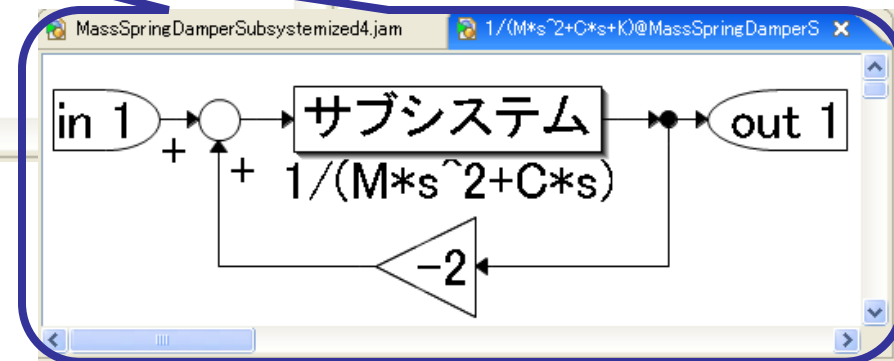 MassSpringDamperSubsystemized4.jam
1/(M*s^2+C*s+K)@MassSpringDamperS
in 1
サブシステム
out 1
+
+
1/(M*s^2+C*s)
-2